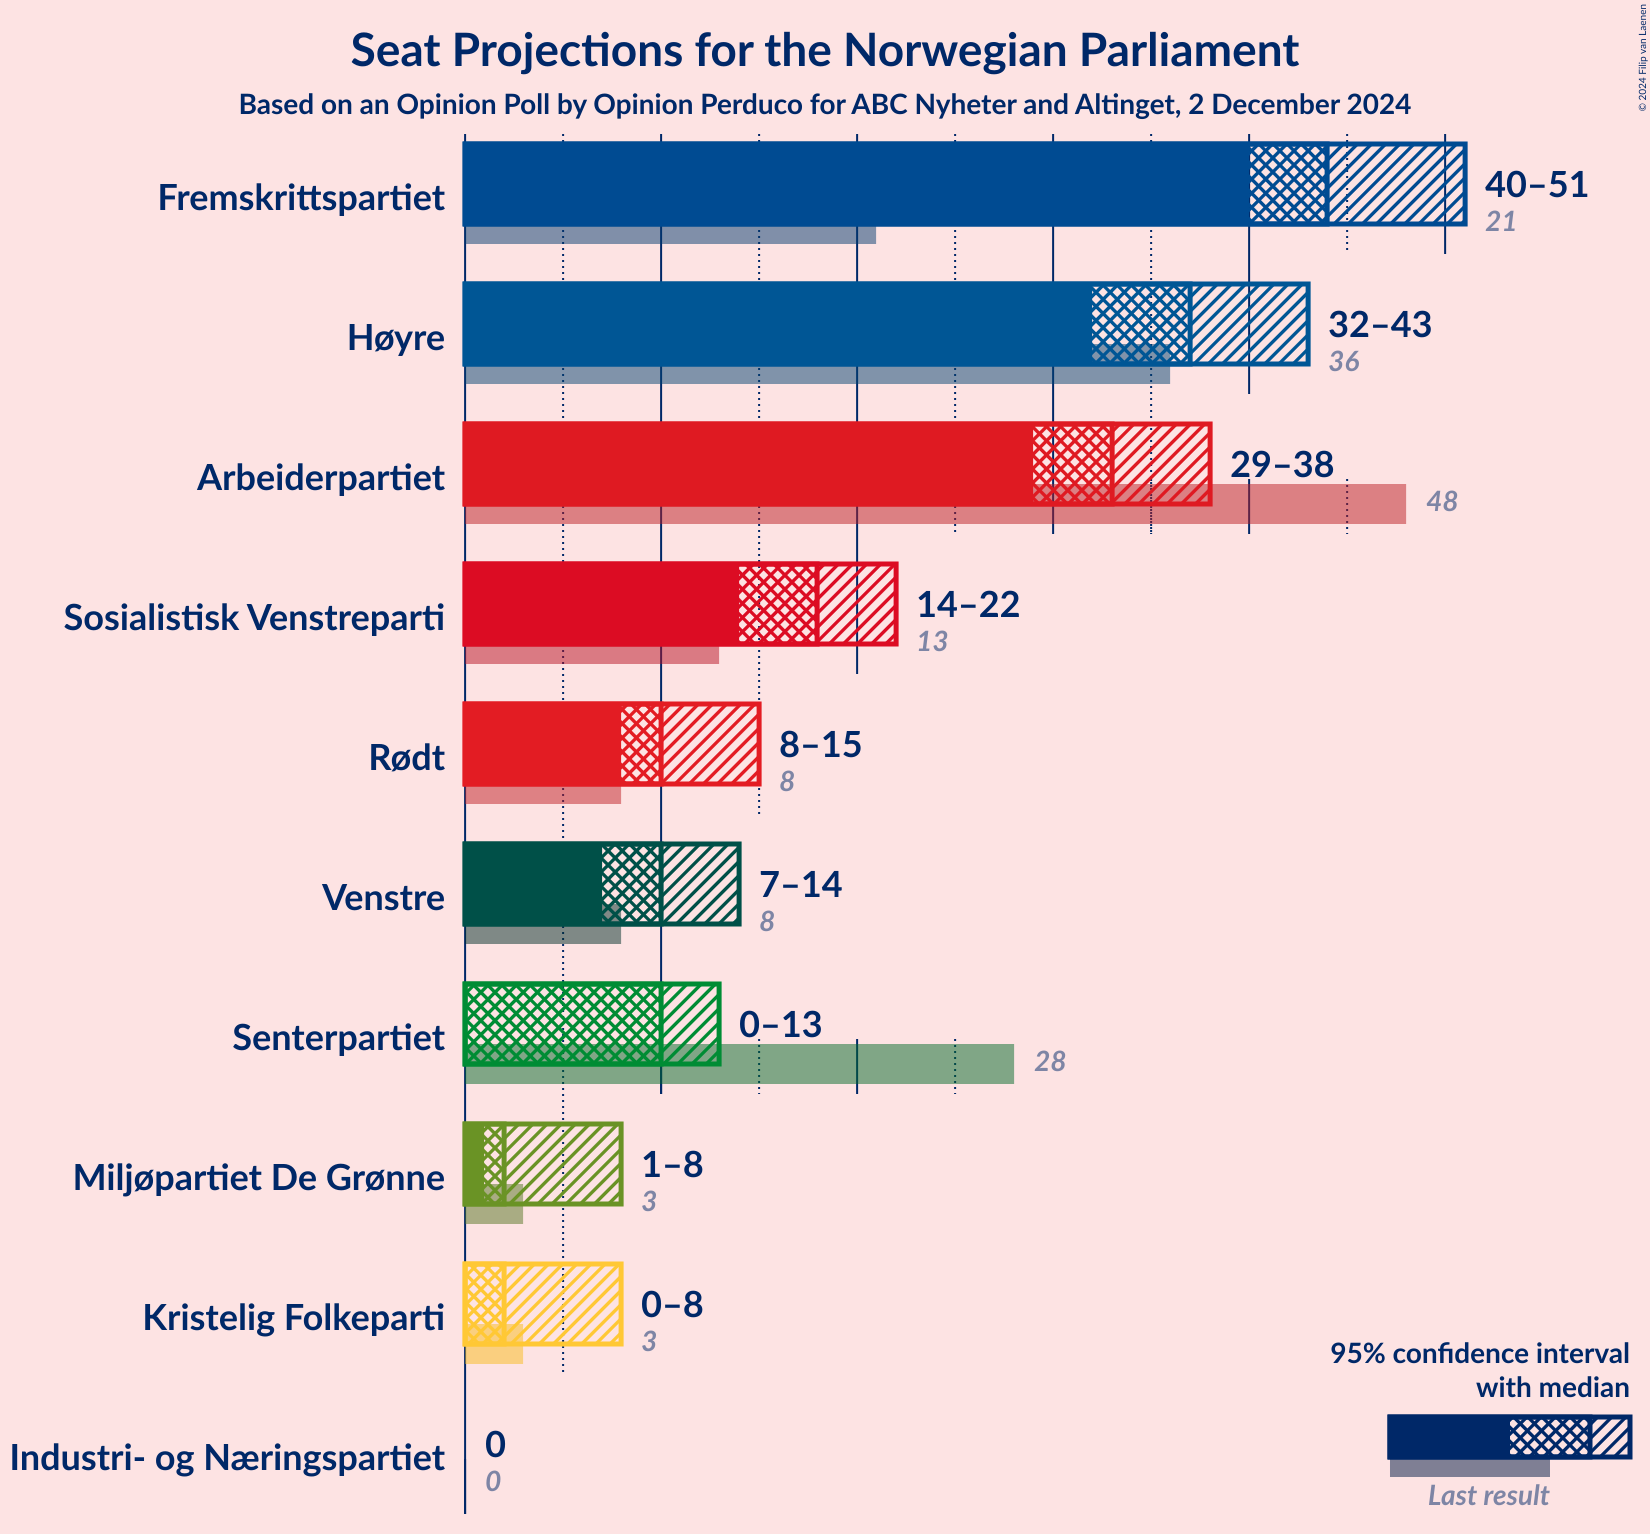 Seat Projections for the Norwegian Parliament
Based on an Opinion Poll by Opinion Perduco for ABC Nyheter and Altinget, 2 December 2024
© 2024 Filip van Laenen
Fremskrittspartiet
40–51
21
Høyre
32–43
36
Arbeiderpartiet
29–38
48
Sosialistisk Venstreparti
14–22
13
Rødt
8–15
8
Venstre
7–14
8
Senterpartiet
0–13
28
Miljøpartiet De Grønne
1–8
3
Kristelig Folkeparti
0–8
3
Industri- og Næringspartiet
0
0
95% confidence interval
with median
Last result